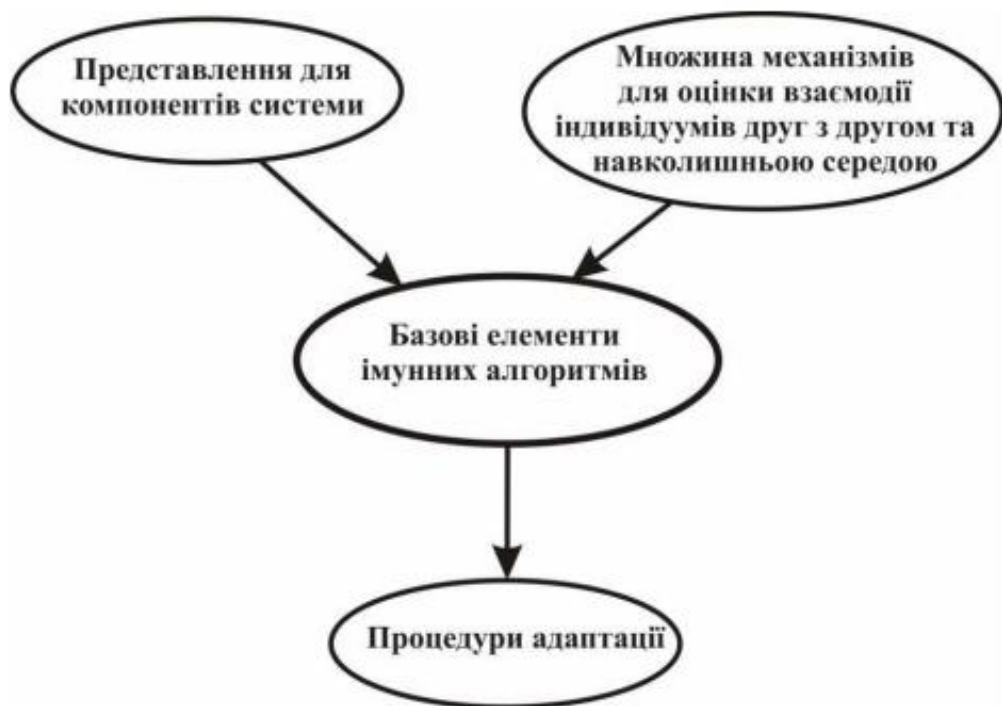 Представлення для
компонентів системи
Множина механізмів
для оцінки взаємодії
індивідуумів друг з другом та
навколишньою середою
Базові елементи
імунних алгоритмів
Процедури адаптації